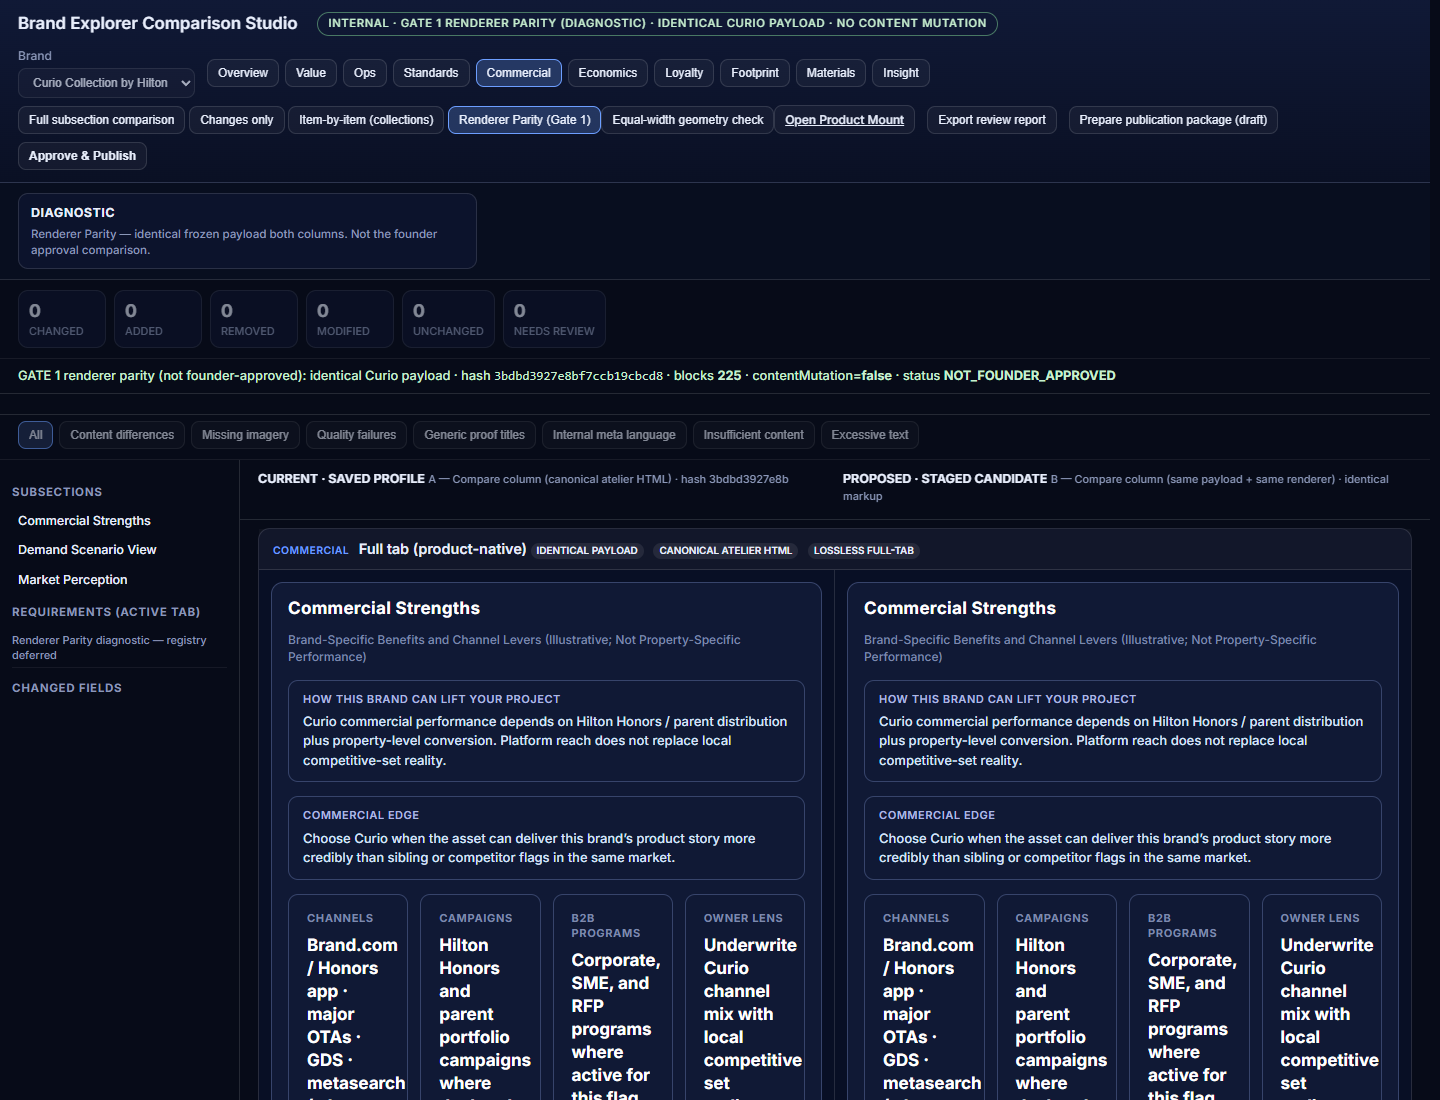 Brand Explorer Comparison Studio
INTERNAL · GATE 1 RENDERER PARITY (DIAGNOSTIC) · IDENTICAL CURIO PAYLOAD · NO CONTENT MUTATION
Brand
Curio Collection by Hilton
Overview
Value
Ops
Standards
Commercial
Economics
Loyalty
Footprint
Materials
Insight
Full subsection comparison
Changes only
Item-by-item (collections)
Renderer Parity (Gate 1)
Equal-width geometry check
Open Product Mount
Export review report
Prepare publication package (draft)
Approve & Publish
DIAGNOSTIC
Renderer Parity — identical frozen payload both columns. Not the founder
approval comparison.
0
CHANGED
0
ADDED
0
REMOVED
0
MODIFIED
0
UNCHANGED
0
NEEDS REVIEW
GATE 1 renderer parity (not founder-approved): identical Curio payload · hash 3bdbd3927e8bf7ccb19cbcd8 · blocks 225 · contentMutation=false · status NOT_FOUNDER_APPROVED
All
Content differences
Missing imagery
Quality failures
Generic proof titles
Internal meta language
Insufficient content
Excessive text
SUBSECTIONS
Commercial Strengths
Demand Scenario View
Market Perception
REQUIREMENTS (ACTIVE TAB)
Renderer Parity diagnostic — registry
deferred
CHANGED FIELDS
CURRENT · SAVED PROFILE A — Compare column (canonical atelier HTML) · hash 3bdbd3927e8b
PROPOSED · STAGED CANDIDATE B — Compare column (same payload + same renderer) · identical
markup
COMMERCIAL Full tab (product-native) IDENTICAL PAYLOAD CANONICAL ATELIER HTML LOSSLESS FULL-TAB
Commercial Strengths
Brand-Specific Benefits and Channel Levers (Illustrative; Not Property-Specific
Performance)
HOW THIS BRAND CAN LIFT YOUR PROJECT
Curio commercial performance depends on Hilton Honors / parent distribution
plus property-level conversion. Platform reach does not replace local
competitive-set reality.
COMMERCIAL EDGE
Choose Curio when the asset can deliver this brand’s product story more
credibly than sibling or competitor flags in the same market.
CHANNELS
Brand.com
/ Honors
app ·
major
OTAs ·
GDS ·
metasearch
CAMPAIGNS
Hilton
Honors
and
parent
portfolio
campaigns
where
B2B
PROGRAMS
Corporate,
SME, and
RFP
programs
where
active for
this flag
OWNER LENS
Underwrite
Curio
channel
mix with
local
competitive
set
Commercial Strengths
Brand-Specific Benefits and Channel Levers (Illustrative; Not Property-Specific
Performance)
HOW THIS BRAND CAN LIFT YOUR PROJECT
Curio commercial performance depends on Hilton Honors / parent distribution
plus property-level conversion. Platform reach does not replace local
competitive-set reality.
COMMERCIAL EDGE
Choose Curio when the asset can deliver this brand’s product story more
credibly than sibling or competitor flags in the same market.
CHANNELS
Brand.com
/ Honors
app ·
major
OTAs ·
GDS ·
metasearch
CAMPAIGNS
Hilton
Honors
and
parent
portfolio
campaigns
where
B2B
PROGRAMS
Corporate,
SME, and
RFP
programs
where
active for
this flag
OWNER LENS
Underwrite
Curio
channel
mix with
local
competitive
set